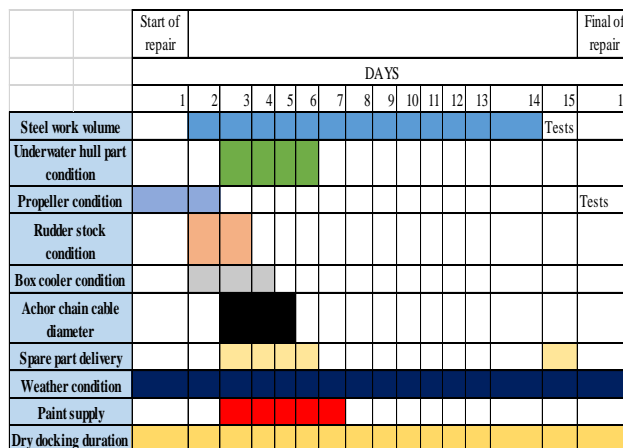 Start of repair Final of repair
DAYS
1 2 3 4 5 6 7 8 9 10 11 12 13 14 15 1
Steel work volume Tests
Underwater hull part
condition
Propeller condition Tests
Rudder stock
condition
Box cooler condition
Achor chain cable
diameter
Spare part delivery
Weather condition
Paint supply
Dry docking duration